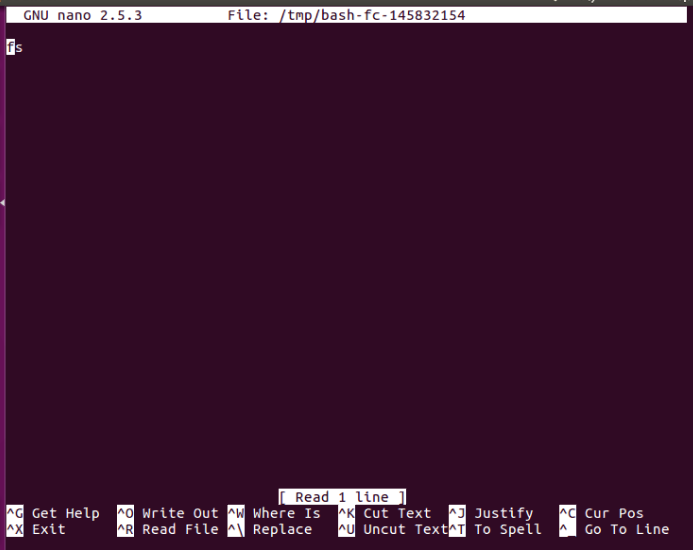 GNU nano 2.5.3 File: /tmp/bash-fc-145832154
fs
[ Read 1 line ]
^G Get Help ^O Write Out ^W Where Is ^K Cut Text ^J Justify ^C Cur Pos
^X Exit ^R Read File ^\ Replace ^U Uncut Text ^T To Spell ^_ Go To Line